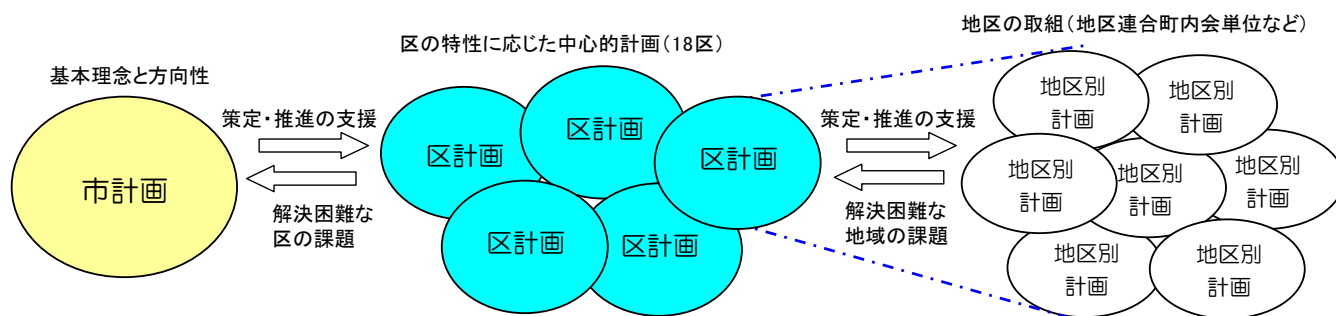 基本理念と方向性
市計画
策定・推進の支援
解決困難な
区の課題
区の特性に応じた中心的計画(18区)
区計画
区計画
区計画
区計画
区計画
策定・推進の支援
解決困難な
地域の課題
地区の取組(地区連合町内会単位など)
地区別
計画
地区別
計画
地区別
計画
地区別
計画
地区別
計画
地区別
計画
地区別
計画